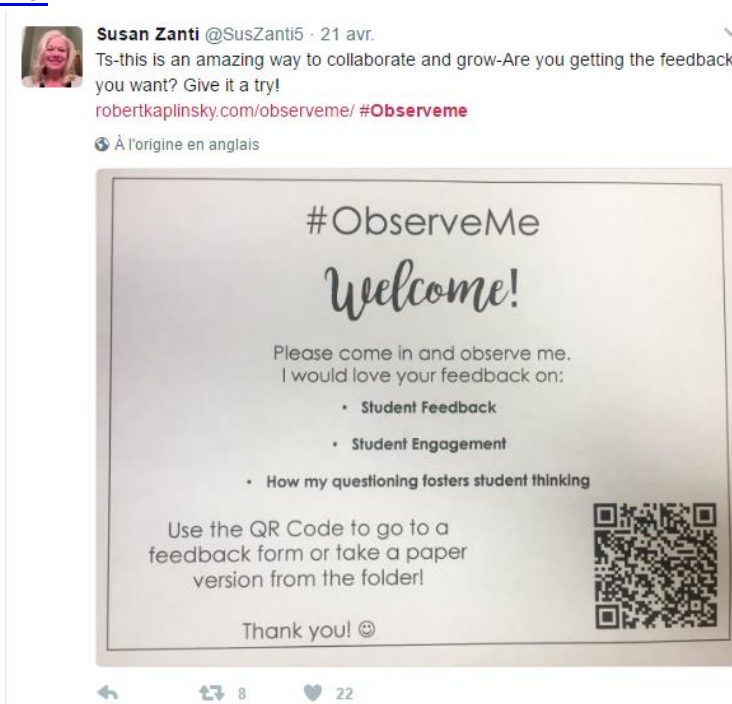 Susan Zanti @SusZanti5 · 21 avr.
Ts-this is an amazing way to collaborate and grow-Are you getting the feedback
you want? Give it a try!
robertkaplinsky.com/observeme/ #Observeme
À l'origine en anglais
#ObserveMe
Welcome!
Please come in and observe me.
I would love your feedback on:
• Student Feedback
• Student Engagement
• How my questioning fosters student thinking
Use the QR Code to go to a
feedback form or take a paper
version from the folder!
Thank you! ☺
8 22